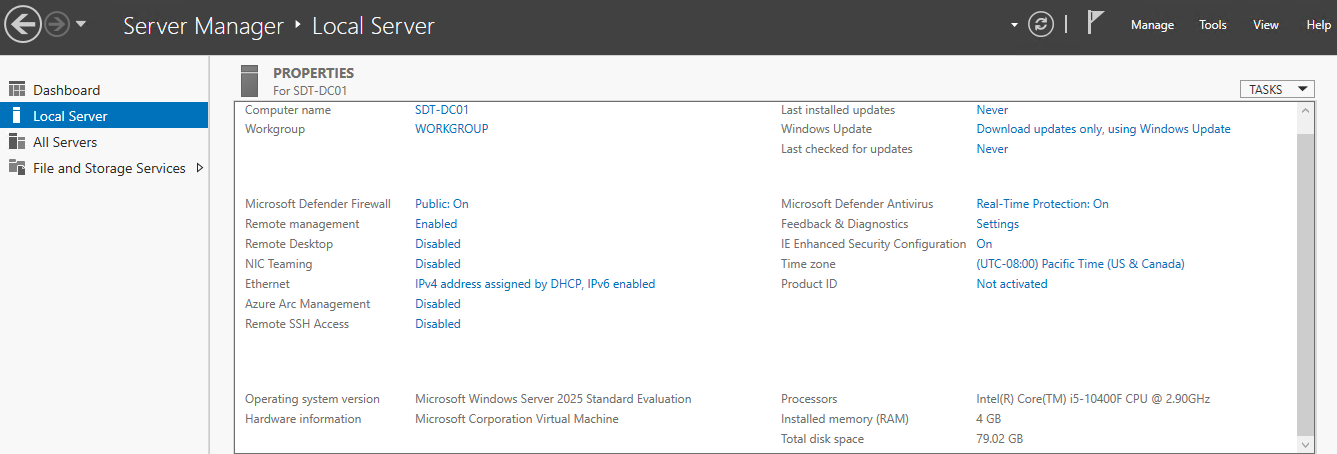 Server Manager ‣ Local Server
Manage Tools View Help
Dashboard
Local Server
All Servers
File and Storage Services
PROPERTIES
For SDT-DC01
TASKS
Computer name SDT-DC01 Last installed updates Never
Workgroup WORKGROUP Windows Update Download updates only, using Windows Update
Last checked for updates Never
Microsoft Defender Firewall Public: On Microsoft Defender Antivirus Real-Time Protection: On
Remote management Enabled Feedback & Diagnostics Settings
Remote Desktop Disabled IE Enhanced Security Configuration On
NIC Teaming Disabled Time zone (UTC-08:00) Pacific Time (US & Canada)
Ethernet IPv4 address assigned by DHCP, IPv6 enabled Product ID Not activated
Azure Arc Management Disabled
Remote SSH Access Disabled
Operating system version Microsoft Windows Server 2025 Standard Evaluation Processors Intel(R) Core(TM) i5-10400F CPU @ 2.90GHz
Hardware information Microsoft Corporation Virtual Machine Installed memory (RAM) 4 GB
Total disk space 79.02 GB